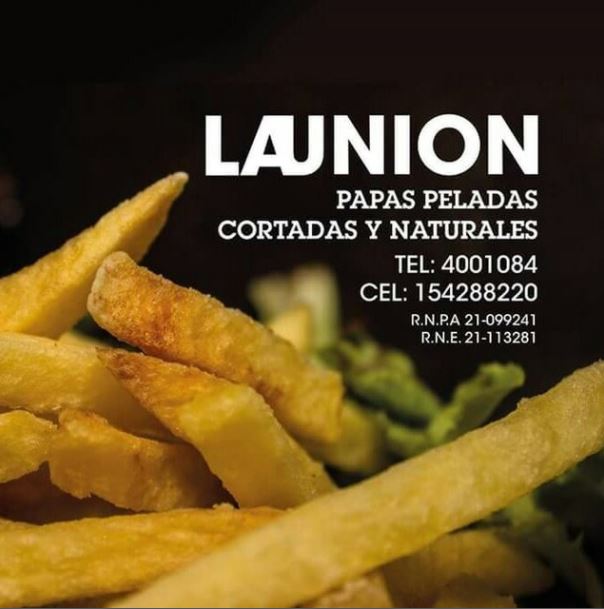 LAUNION
PAPAS PELADAS
CORTADAS Y NATURALES
TEL: 4001084
CEL: 154288220
R.N.P.A 21-099241
R.N.E. 21-113281